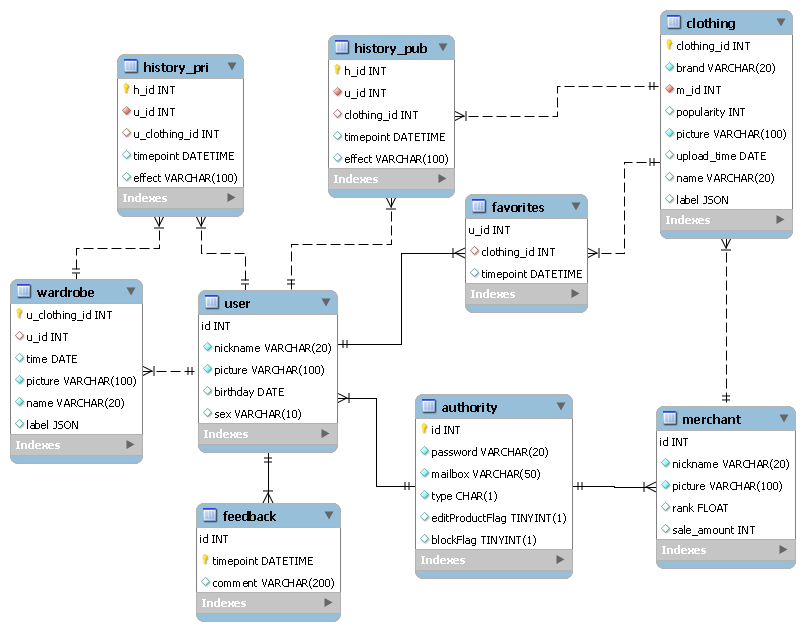 history_pri
h_id INT
u_id INT
u_clothing_id INT
timepoint DATETIME
effect VARCHAR(100)
Indexes
history_pub
h_id INT
u_id INT
clothing_id INT
timepoint DATETIME
effect VARCHAR(100)
Indexes
clothing
clothing_id INT
brand VARCHAR(20)
m_id INT
popularity INT
picture VARCHAR(100)
upload_time DATE
name VARCHAR(20)
label JSON
Indexes
favorites
u_id INT
clothing_id INT
timepoint DATETIME
Indexes
wardrobe
u_clothing_id INT
u_id INT
time DATE
picture VARCHAR(100)
name VARCHAR(20)
label JSON
Indexes
user
id INT
nickname VARCHAR(20)
picture VARCHAR(100)
birthday DATE
sex VARCHAR(10)
Indexes
authority
id INT
password VARCHAR(20)
mailbox VARCHAR(50)
type CHAR(1)
editProductFlag TINYINT(1)
blockFlag TINYINT(1)
Indexes
merchant
id INT
nickname VARCHAR(20)
picture VARCHAR(100)
rank FLOAT
sale_amount INT
Indexes
feedback
id INT
timepoint DATETIME
comment VARCHAR(200)
Indexes